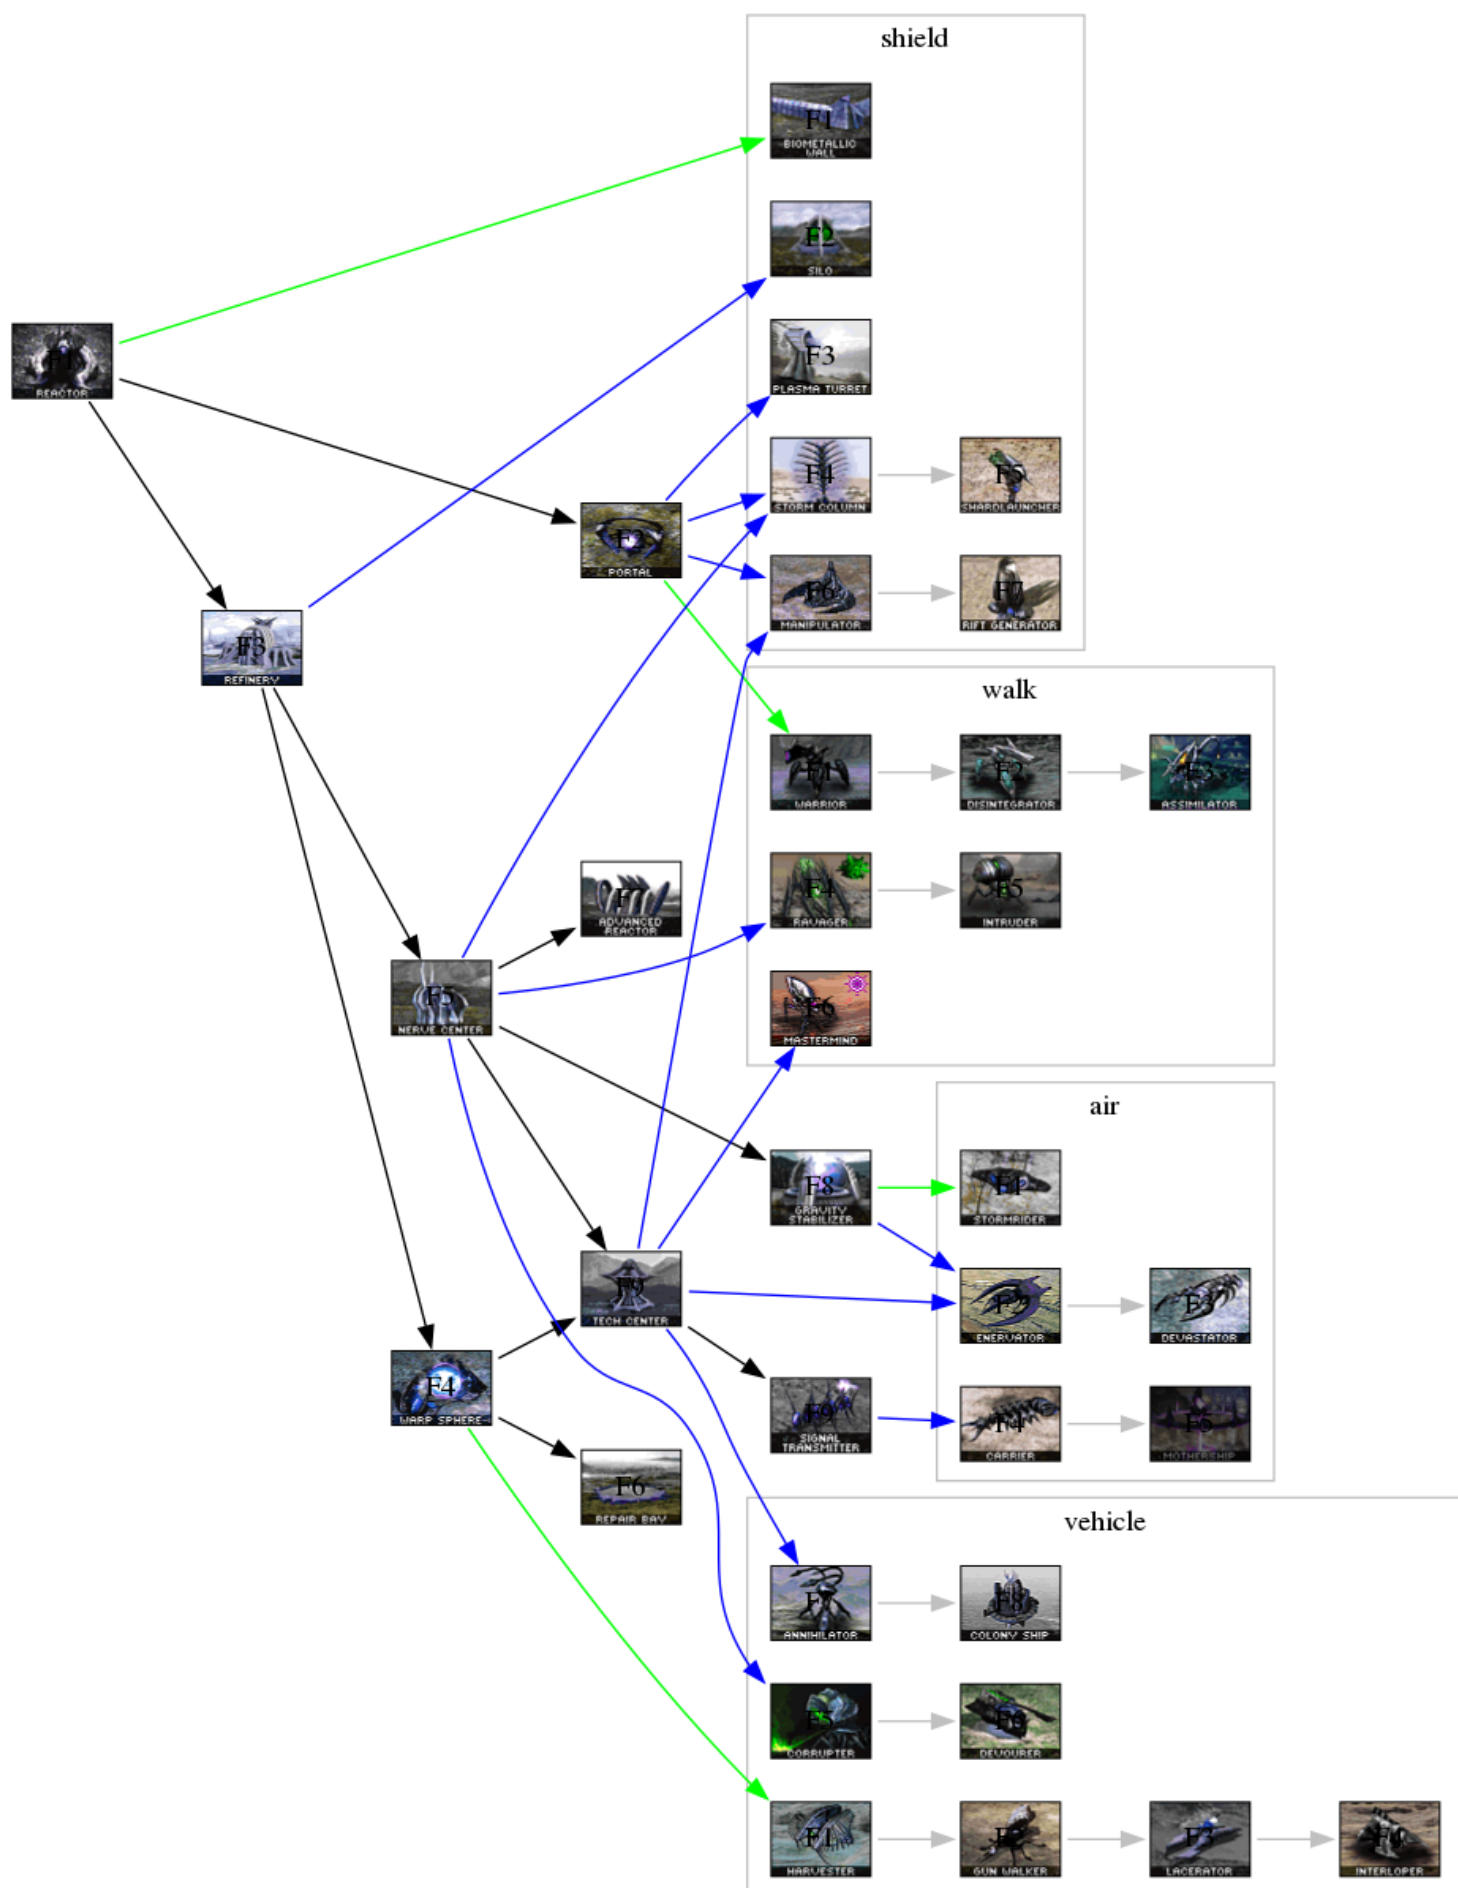 shield
F1
BIOMETALLIC
WALL
F2
SILO
F1
REACTOR
F3
PLASMA TURRET
F4
STORM COLUMN
F5
SHARDLAUNCHER
F2
PORTAL
F6
MANIPULATOR
F7
RIFT GENERATOR
F3
REFINERY
walk
F1
WARRIOR
F2
DISINTEGRATOR
F3
ASSIMILATOR
F4
RAVAGER
F5
INTRUDER
F7
ADVANCED
REACTOR
F5
NERVE CENTER
F6
MASTERMIND
air
F8
GRAVITY
STABILIZER
F1
STORMRIDER
F9
TECH CENTER
F2
ENERVATOR
F3
DEVASTATOR
F4
WARP SPHERE
F9
SIGNAL
TRANSMITTER
F4
CARRIER
F5
MOTHERSHIP
F6
REPAIR BAY
vehicle
F7
ANNIHILATOR
F8
COLONY SHIP
F5
CORRUPTER
F6
DEVOURER
F1
HARVESTER
F2
GUN WALKER
F3
LACERATOR
F4
INTERLOPER